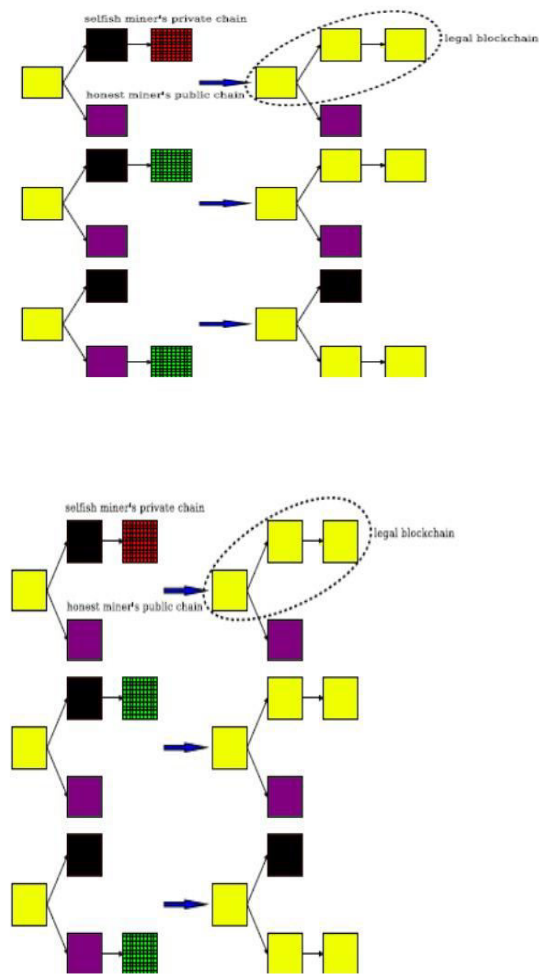 selfish miner's private chain
legal blockchain
honest miner's public chain
selfish miner's private chain
legal blockchain
honest miner's public chain